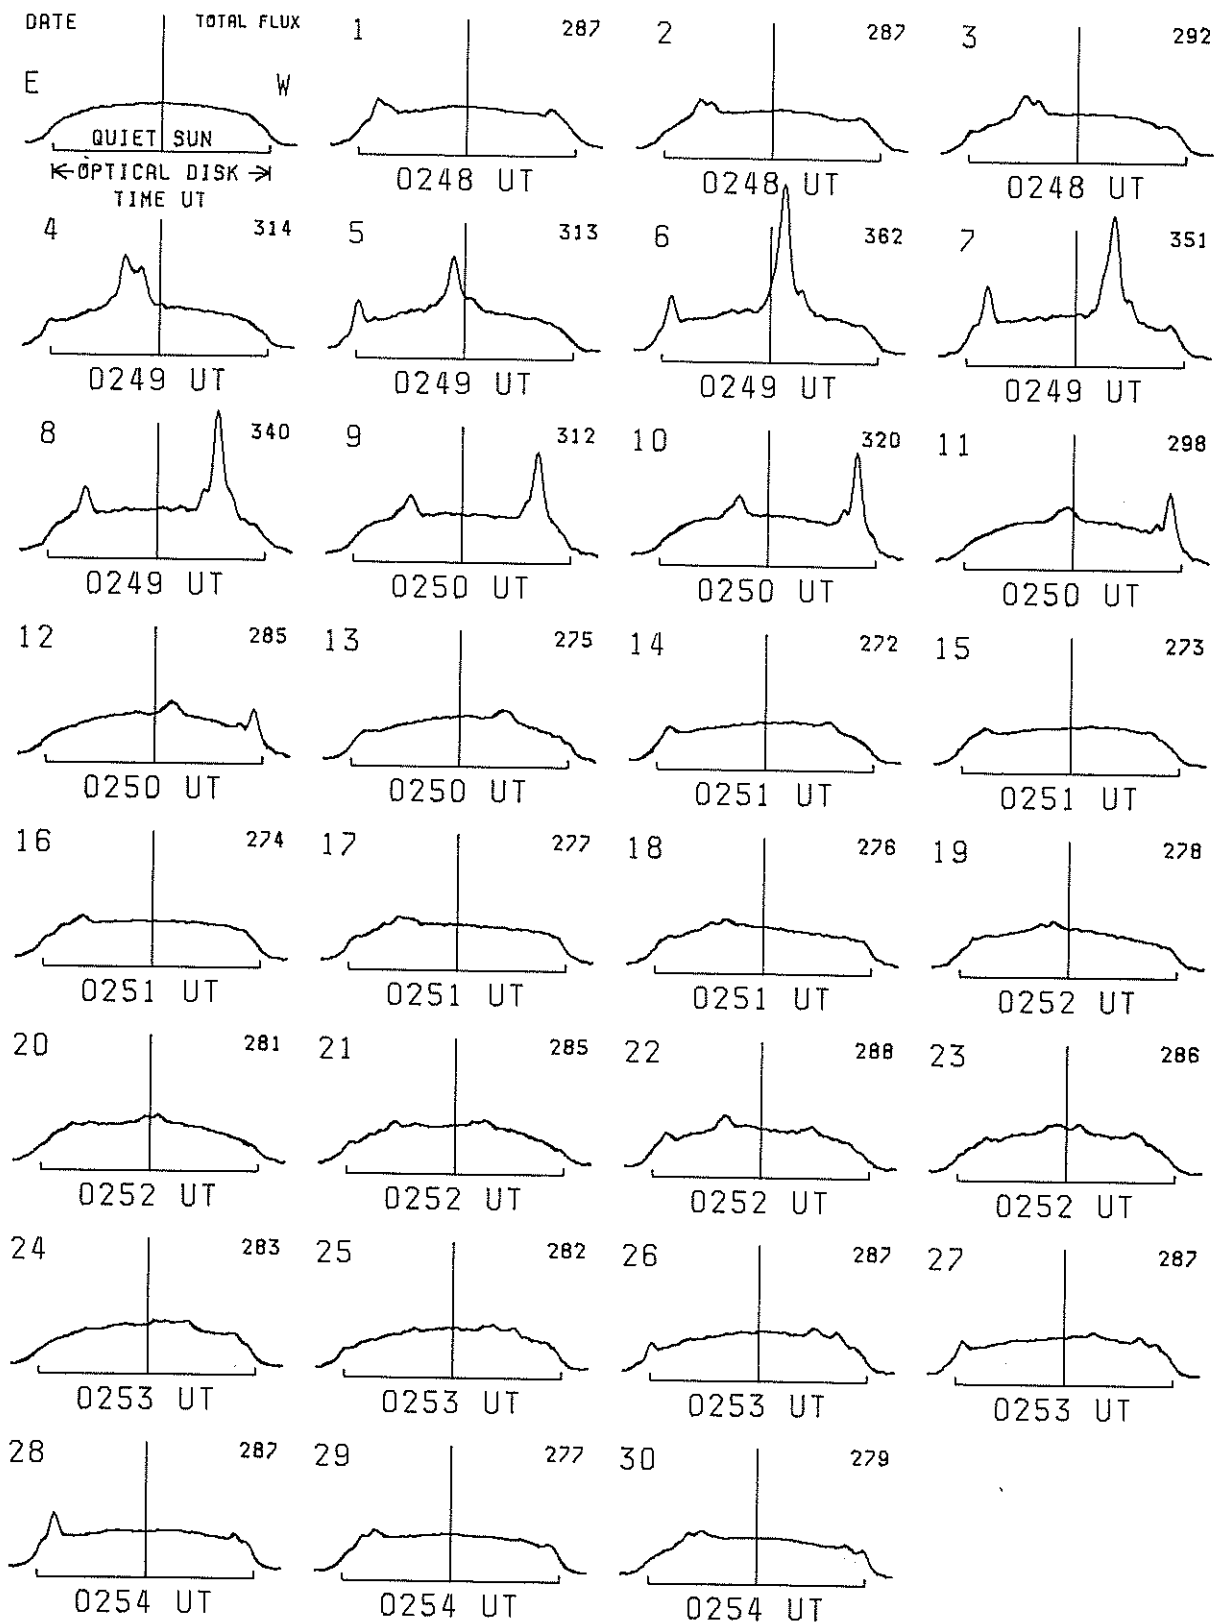 DATE TOTAL FLUX 1 287 2 287 3 292
E W
QUIET SUN
←OPTICAL DISK→ 0248 UT 0248 UT 0248 UT
TIME UT
4 314 5 313 6 362 7 351
0249 UT 0249 UT 0249 UT 0249 UT
8 340 9 312 10 320 11 298
0249 UT 0250 UT 0250 UT 0250 UT
12 285 13 275 14 272 15 273
0250 UT 0250 UT 0251 UT 0251 UT
16 274 17 277 18 276 19 278
0251 UT 0251 UT 0251 UT 0252 UT
20 281 21 285 22 288 23 286
0252 UT 0252 UT 0252 UT 0252 UT
24 283 25 282 26 287 27 287
0253 UT 0253 UT 0253 UT 0253 UT
28 287 29 277 30 279
0254 UT 0254 UT 0254 UT